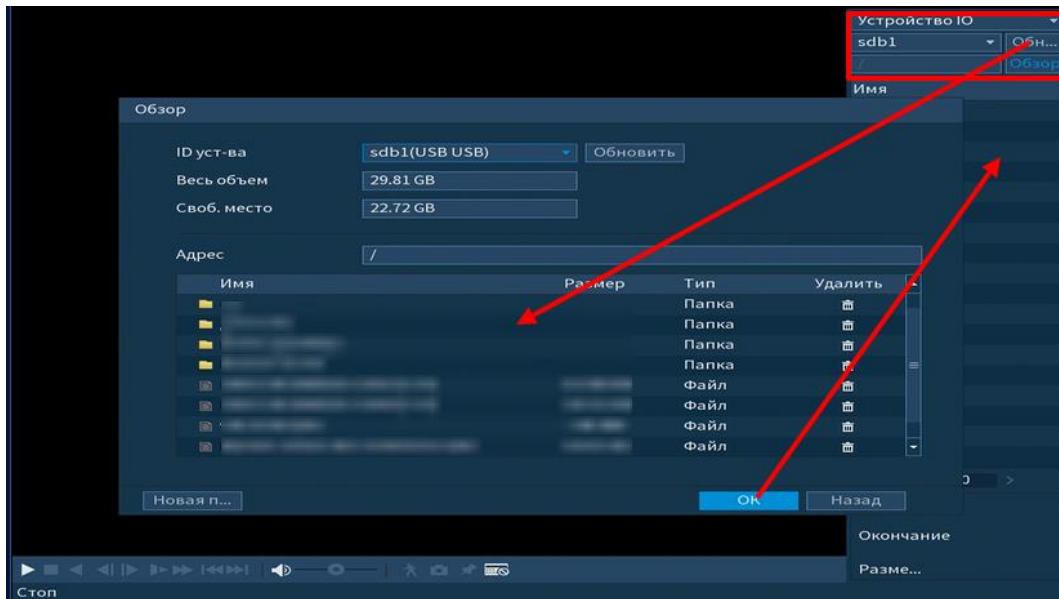 Устройство IO
sdb1 Обн...
/ Обзор
Имя
Обзор
ID уст-ва sdb1(USB USB) Обновить
Весь объем 29.81 GB
Своб. место 22.72 GB
Адрес /
Имя Размер Тип Удалить
Папка
Папка
Папка
Папка
Файл
Файл
Файл
Файл
Новая п... ОК Назад
Окончание
Разме...
Стоп